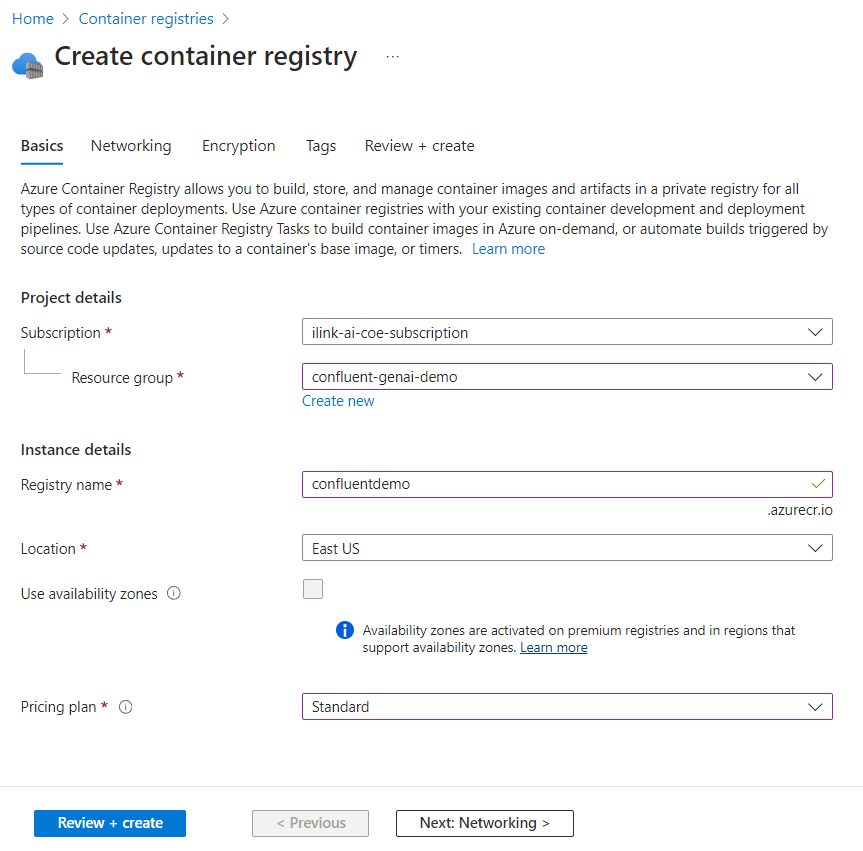 Home > Container registries >
Create container registry ...
Basics Networking Encryption Tags Review + create
Azure Container Registry allows you to build, store, and manage container images and artifacts in a private registry for all
types of container deployments. Use Azure container registries with your existing container development and deployment
pipelines. Use Azure Container Registry Tasks to build container images in Azure on-demand, or automate builds triggered by
source code updates, updates to a container's base image, or timers. Learn more
Project details
Subscription * ilink-ai-coe-subscription
Resource group * confluent-genai-demo
Create new
Instance details
Registry name * confluentdemo
.azurecr.io
Location * East US
Use availability zones
Availability zones are activated on premium registries and in regions that
support availability zones. Learn more
Pricing plan * Standard
Review + create < Previous Next: Networking >